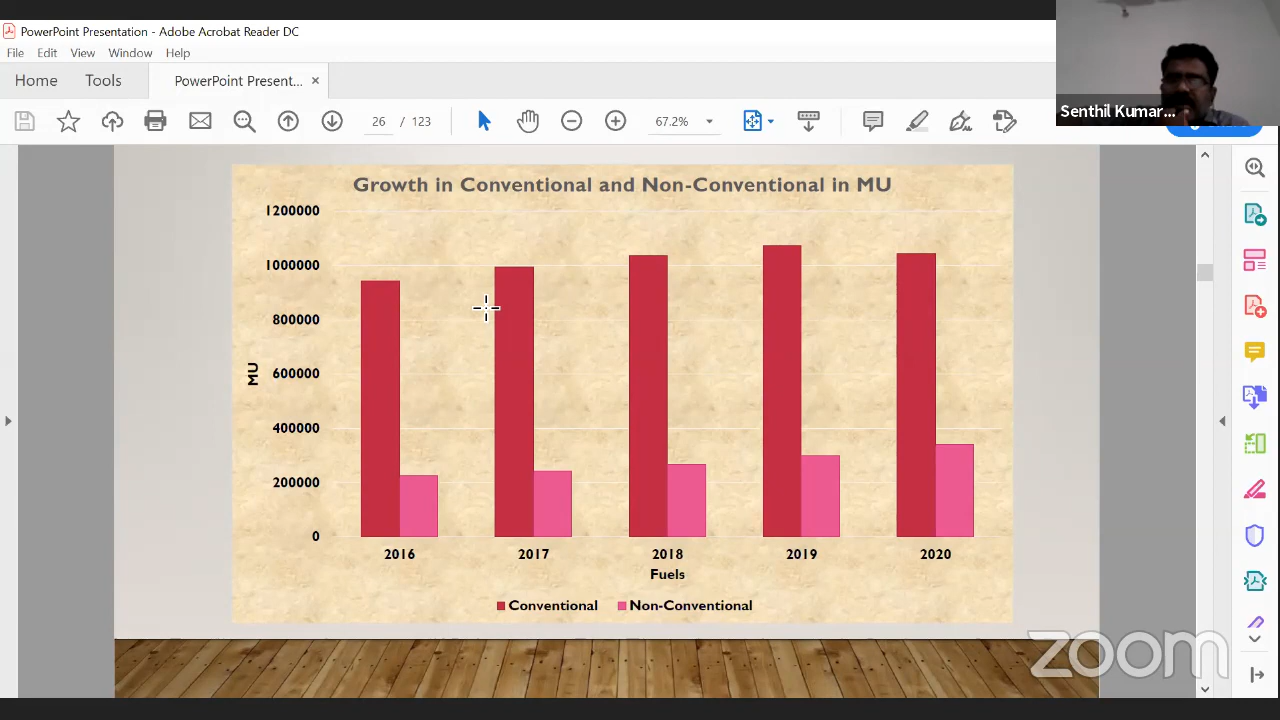 PowerPoint Presentation - Adobe Acrobat Reader DC
File Edit View Window Help
Home Tools PowerPoint Present... ×
26 / 123 67.2%
Senthil Kumar...
Growth in Conventional and Non-Conventional in MU
1200000
1000000
800000
600000
400000
200000
0
MU
2016 2017 2018 2019 2020
Fuels
Conventional Non-Conventional
zoom